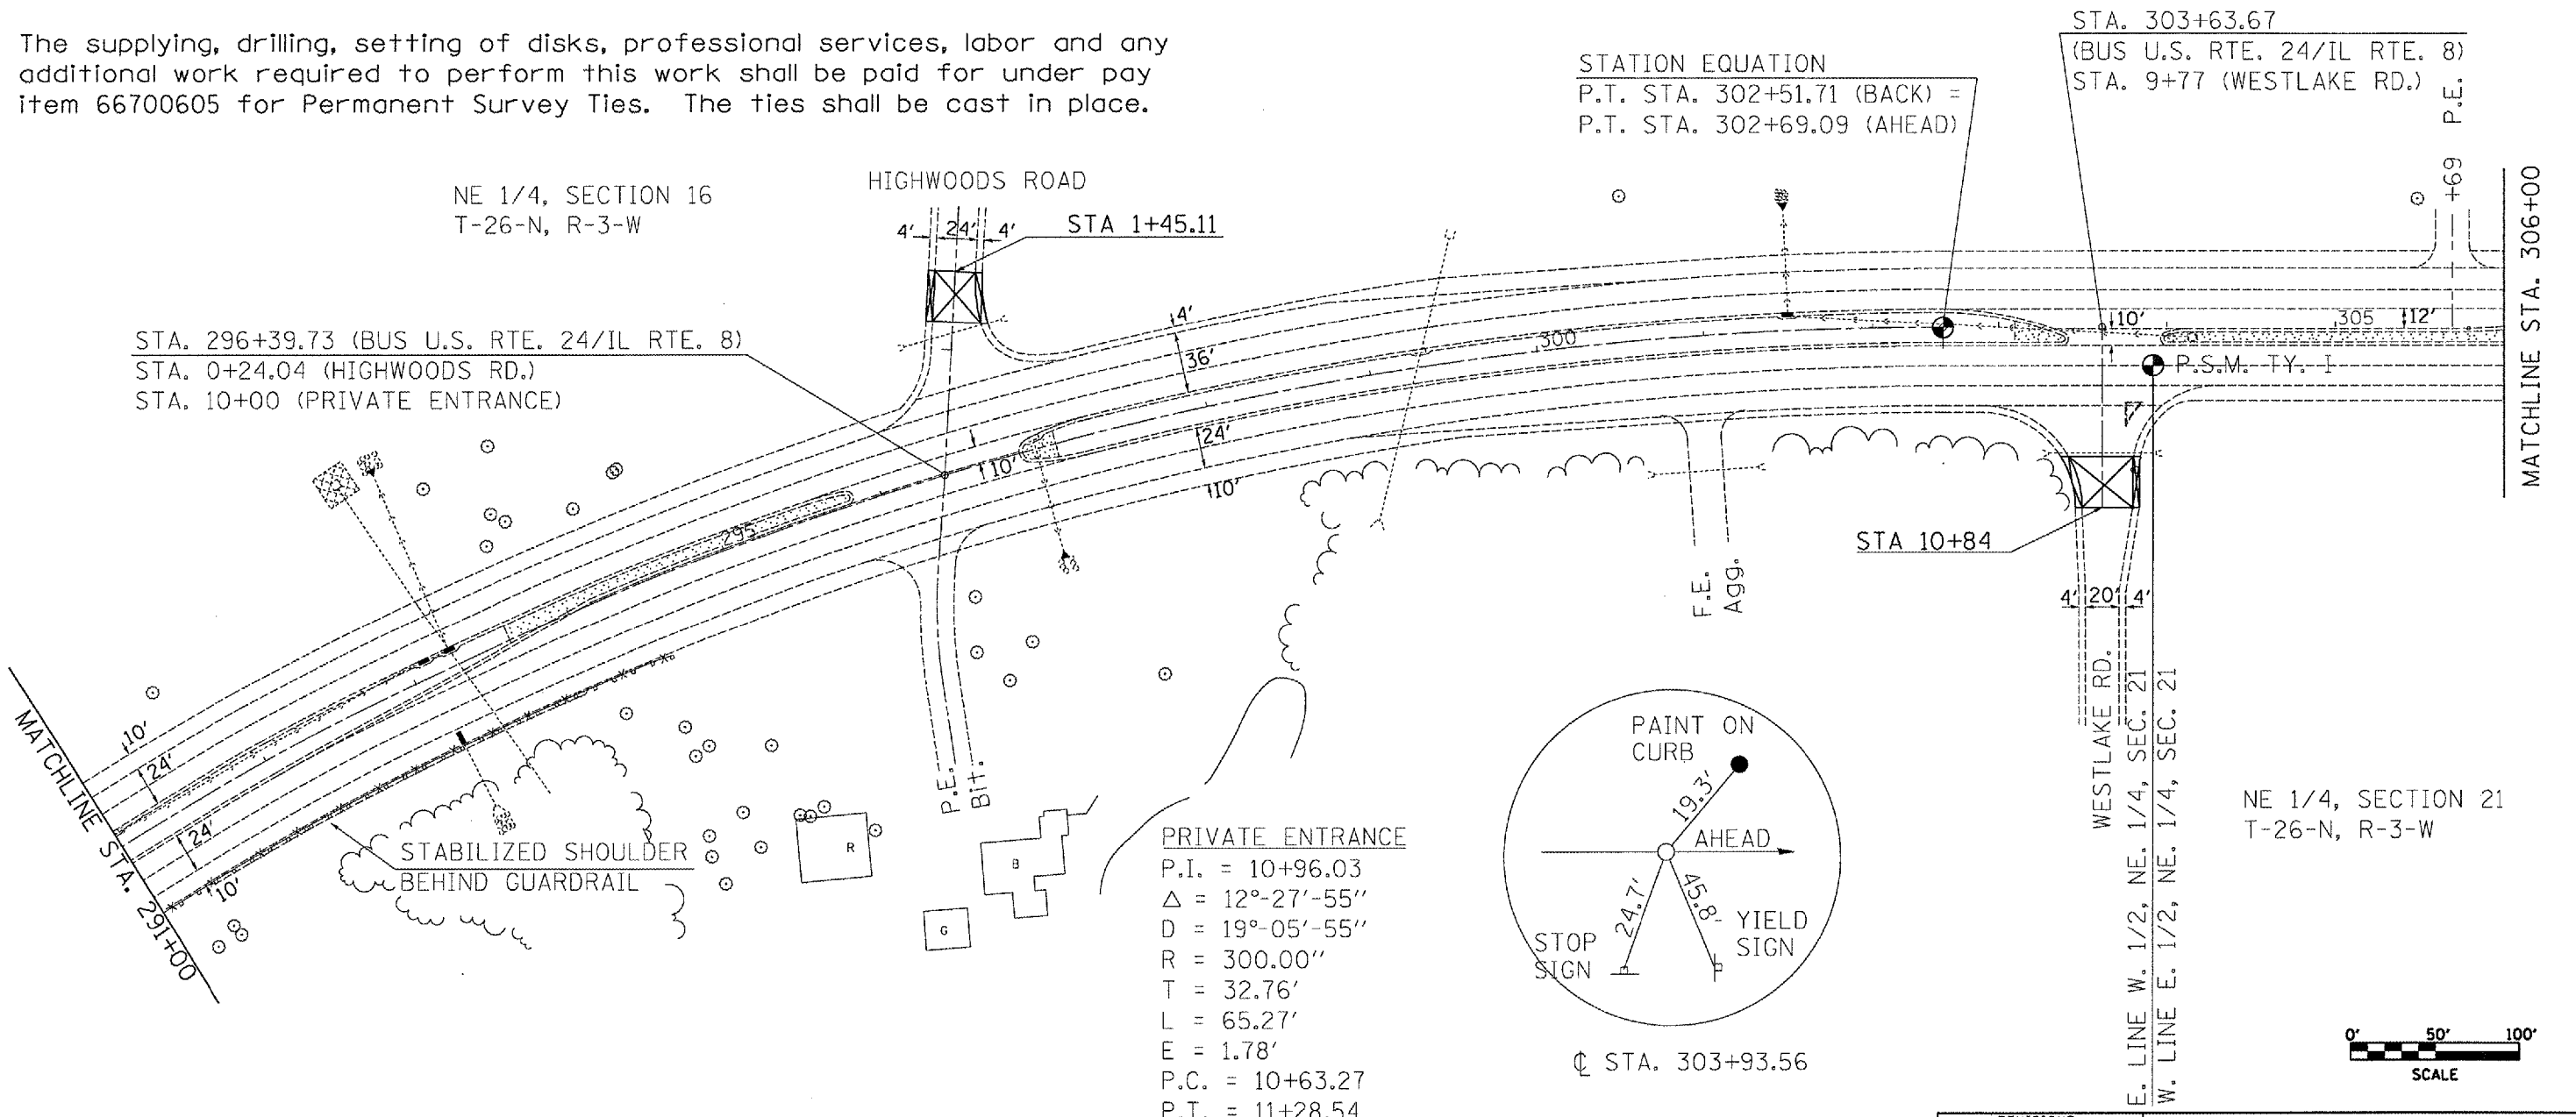 The supplying, drilling, setting of disks, professional services, labor and any
additional work required to perform this work shall be paid for under pay
item 66700605 for Permanent Survey Ties. The ties shall be cast in place.
STATION EQUATION
P.T. STA. 302+51.71 (BACK) =
P.T. STA. 302+69.09 (AHEAD)
STA. 303+63.67
(BUS U.S. RTE. 24/IL RTE. 8)
STA. 9+77 (WESTLAKE RD.)
P.E.
+69
MATCHLINE STA. 306+00
NE 1/4, SECTION 16
T-26-N, R-3-W
HIGHWOODS ROAD
4' 24' 4'
STA 1+45.11
STA. 296+39.73 (BUS U.S. RTE. 24/IL RTE. 8)
STA. 0+24.04 (HIGHWOODS RD.)
STA. 10+00 (PRIVATE ENTRANCE)
4'
36'
300
10'
305
12'
P.S.M. TY. I
10'
24'
10'
295
STA 10+84
F.E.
Agg.
4' 20' 4'
WESTLAKE RD.
E. LINE W. 1/2, NE. 1/4, SEC. 21
W. LINE E. 1/2, NE. 1/4, SEC. 21
10'
24'
24'
10'
MATCHLINE STA. 291+00
STABILIZED SHOULDER
BEHIND GUARDRAIL
P.E.
Bit.
R
B
G
PRIVATE ENTRANCE
P.I. = 10+96.03
Δ = 12°-27'-55"
D = 19°-05'-55"
R = 300.00"
T = 32.76'
L = 65.27'
E = 1.78'
P.C. = 10+63.27
P.T. = 11+28.54
PAINT ON
CURB
19.3'
AHEAD
24.7'
45.8'
STOP
SIGN
YIELD
SIGN
℄ STA. 303+93.56
NE 1/4, SECTION 21
T-26-N, R-3-W
0' 50' 100'
SCALE